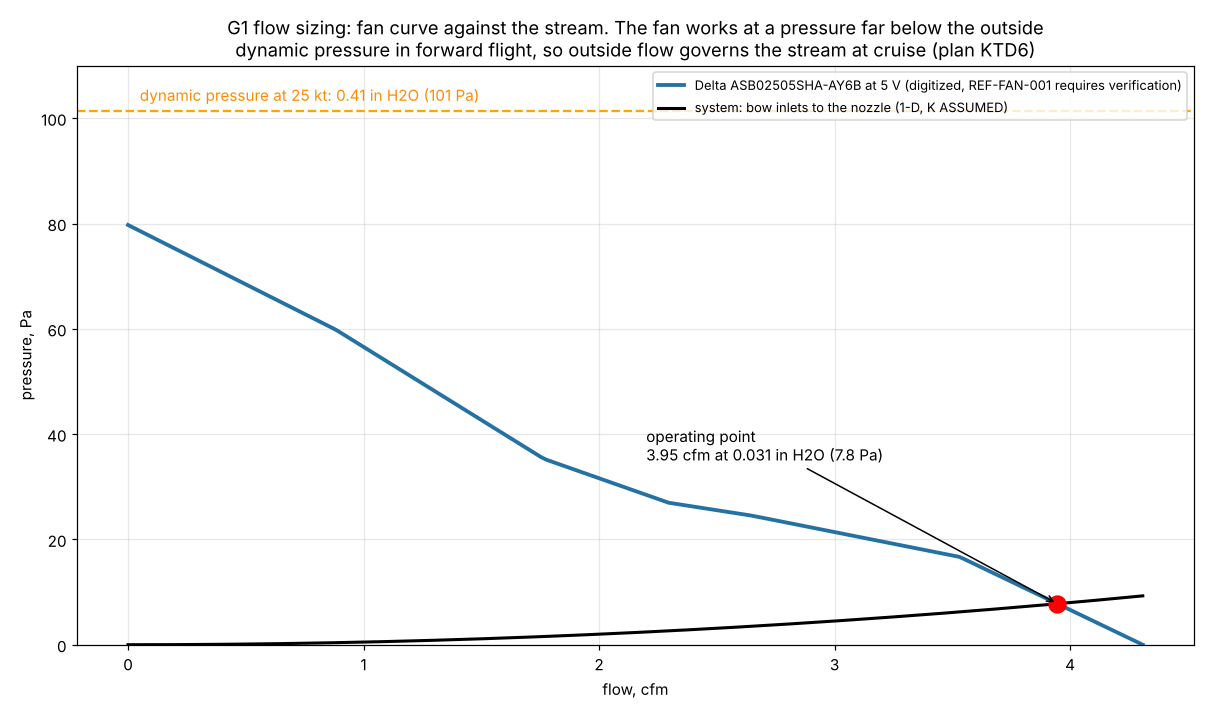 G1 flow sizing: fan curve against the stream. The fan works at a pressure far below the outside
dynamic pressure in forward flight, so outside flow governs the stream at cruise (plan KTD6)
dynamic pressure at 25 kt: 0.41 in H2O (101 Pa)
Delta ASB02505SHA-AY6B at 5 V (digitized, REF-FAN-001 requires verification)
system: bow inlets to the nozzle (1-D, K ASSUMED)
100
80
60
40
20
0
pressure, Pa
operating point
3.95 cfm at 0.031 in H2O (7.8 Pa)
0 1 2 3 4
flow, cfm